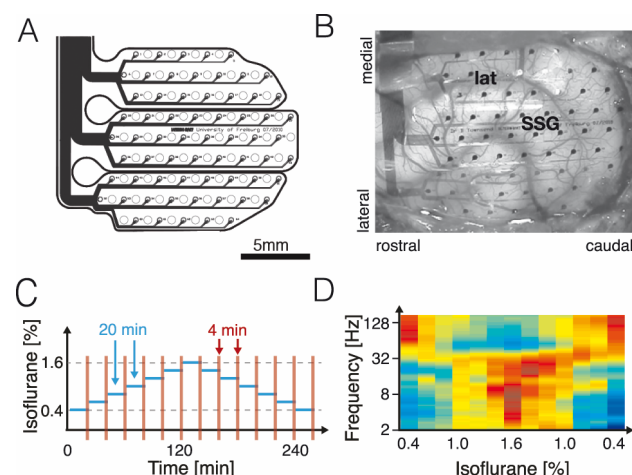 A
University of Freiburg 07/2010
5mm
B
medial
lateral
lat
SSG
rostral
caudal
C
20 min
4 min
Isoflurane [%]
1.6
0.4
0
120
240
Time [min]
D
Frequency [Hz]
128
32
8
2
0.4
1.0
1.6
1.0
0.4
Isoflurane [%]